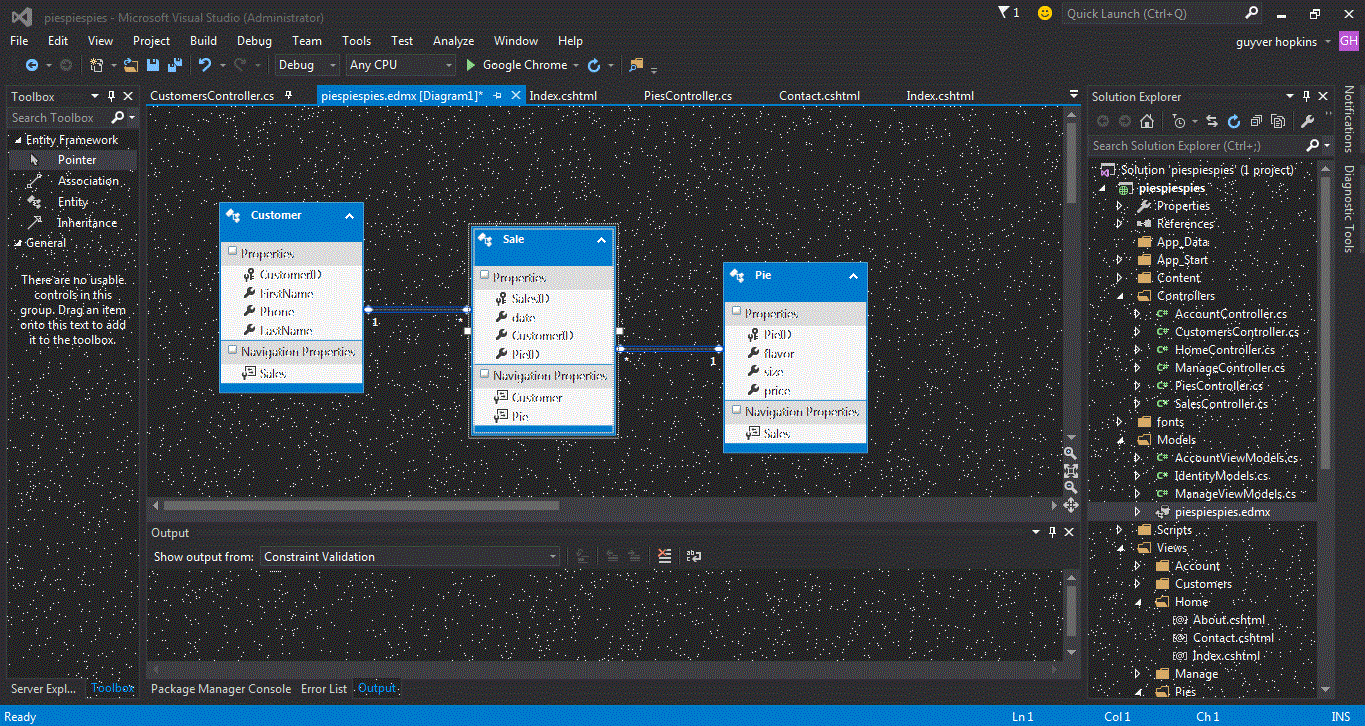 piespiespies - Microsoft Visual Studio (Administrator)
1
Quick Launch (Ctrl+Q)
File Edit View Project Build Debug Team Tools Test Analyze Window Help
guyver hopkins GH
Debug Any CPU Google Chrome
Toolbox
Search Toolbox
Entity Framework
Pointer
Association
Entity
Inheritance
General
There are no usable
controls in this
group. Drag an item
onto this text to add
it to the toolbox.
Server Expl... Toolbox
CustomersController.cs piespiespies.edmx [Diagram1]* Index.cshtml PiesController.cs Contact.cshtml Index.cshtml
Customer
Properties
CustomerID
FirstName
Phone
LastName
Navigation Properties
Sales
1
*
Sale
Properties
SalesID
date
CustomerID
PieID
Navigation Properties
Customer
Pie
*
1
Pie
Properties
PieID
flavor
size
price
Navigation Properties
Sales
Output
Show output from: Constraint Validation
Package Manager Console Error List Output
Solution Explorer
Search Solution Explorer (Ctrl+;)
Solution 'piespiespies' (1 project)
piespiespies
Properties
References
App_Data
App_Start
Content
Controllers
C# AccountController.cs
C# CustomersController.cs
C# HomeController.cs
C# ManageController.cs
C# PiesController.cs
C# SalesController.cs
fonts
Models
C# AccountViewModels.cs
C# IdentityModels.cs
C# ManageViewModels.cs
piespiespies.edmx
Scripts
Views
Account
Customers
Home
[@] About.cshtml
[@] Contact.cshtml
[@] Index.cshtml
Manage
Pies
Notifications
Diagnostic Tools
Ready
Ln 1 Col 1 Ch 1 INS